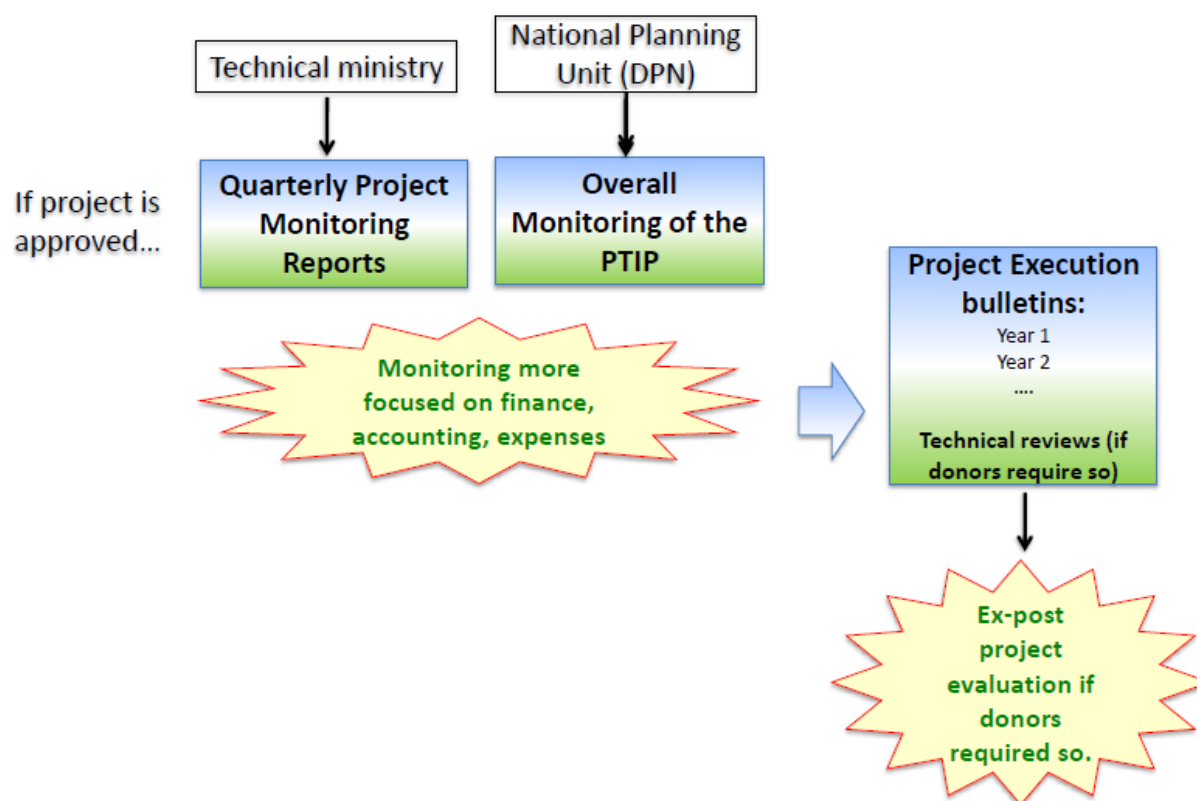 Technical ministry
National Planning
Unit (DPN)
If project is
approved...
Quarterly Project
Monitoring
Reports
Overall
Monitoring of the
PTIP
Monitoring more
focused on finance,
accounting, expenses
Project Execution
bulletins:
Year 1
Year 2
....
Technical reviews (if
donors require so)
Ex-post
project
evaluation if
donors
required so.